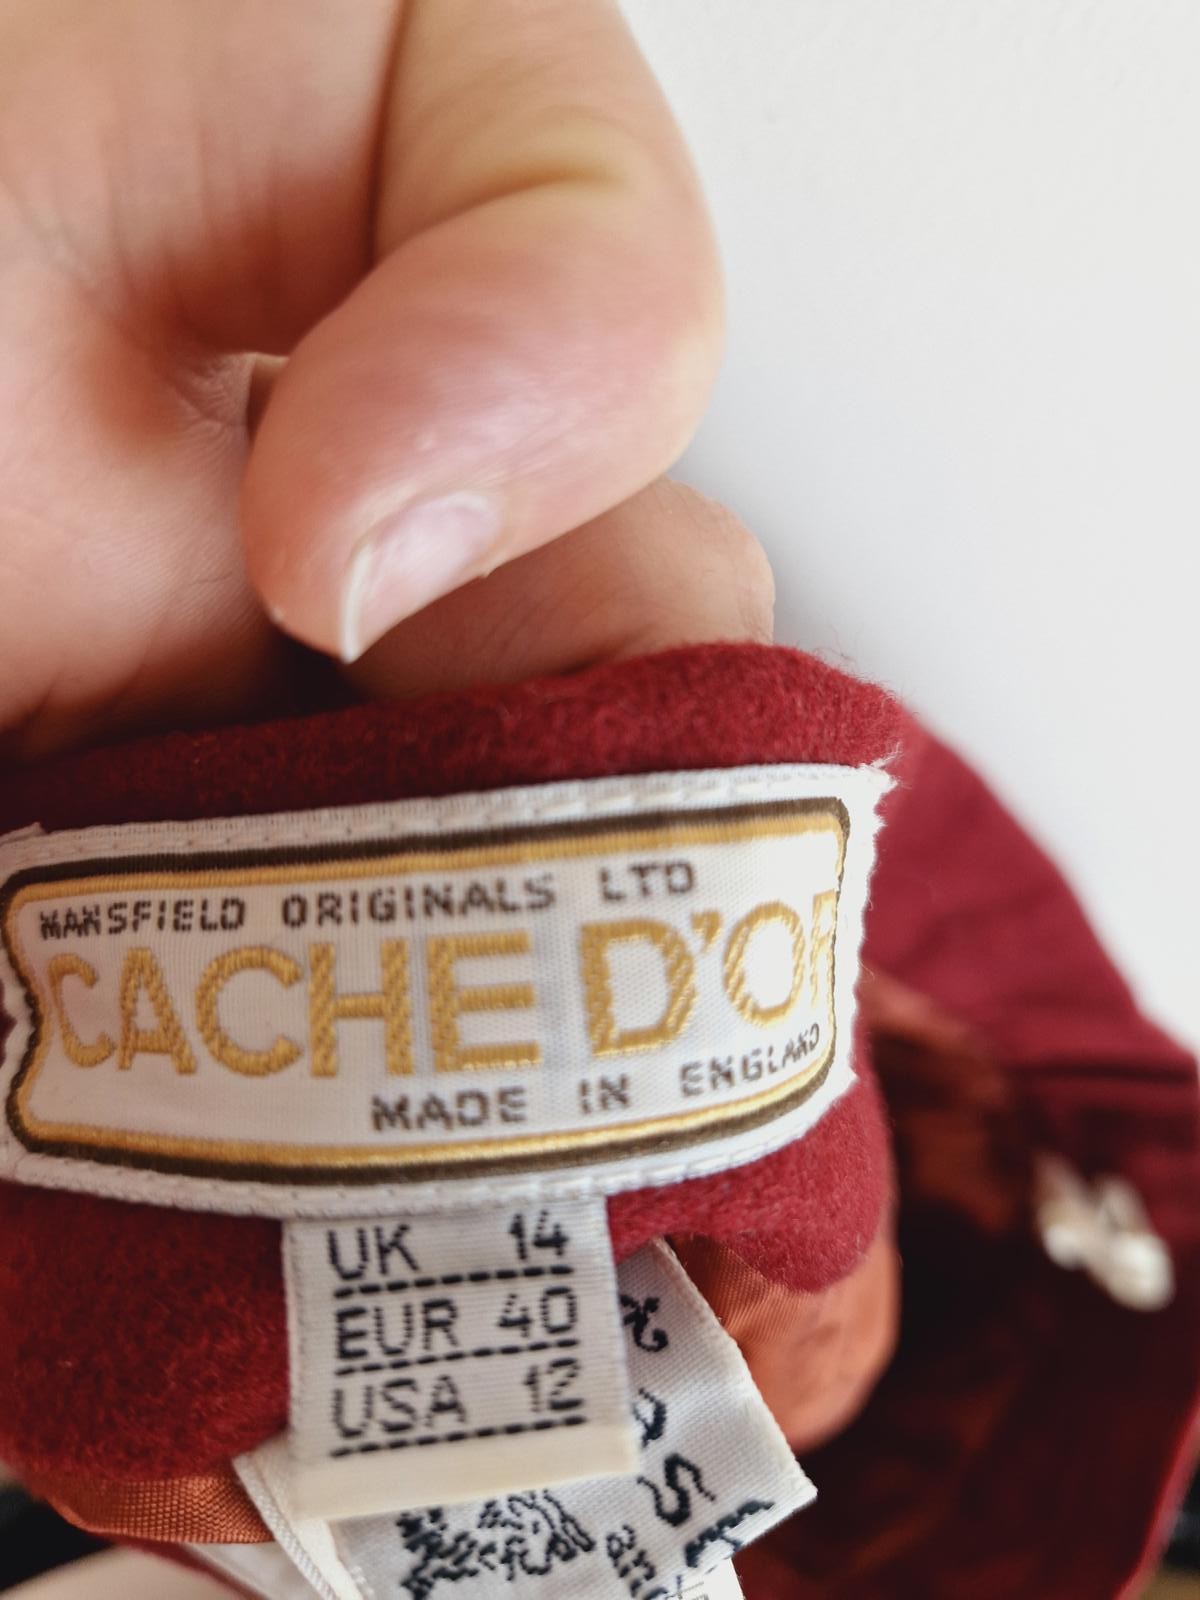 MANSFIELD ORIGINALS LTD
CACHE D'OR
MADE IN ENGLAND
UK 14
EUR 40
USA 12